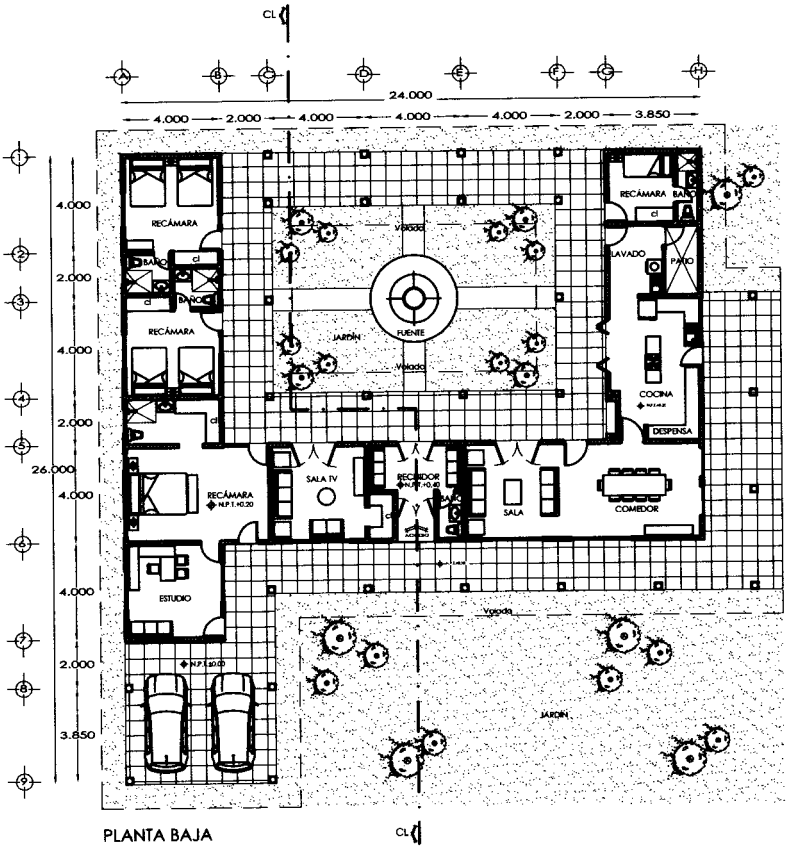 CL
A B C D E F G H
24.000
4.000 2.000 4.000 4.000 4.000 2.000 3.850
1
4.000
2
2.000
3
4.000
4
2.000
5
26.000
4.000
6
4.000
7
2.000
8
3.850
9
RECÁMARA
BAÑO
cl
cl
BAÑO
RECÁMARA
cl
RECÁMARA
N.P.T.+0.20
ESTUDIO
N.P.T.±0.00
SALA TV
RECIBIDOR
N.P.T.+0.40
cl
BAÑO
SALA
COMEDOR
Volada
FUENTE
JARDÍN
Volada
RECÁMARA
BAÑO
cl
LAVADO
PATIO
COCINA
DESPENSA
Volada
JARDÍN
PLANTA BAJA
CL